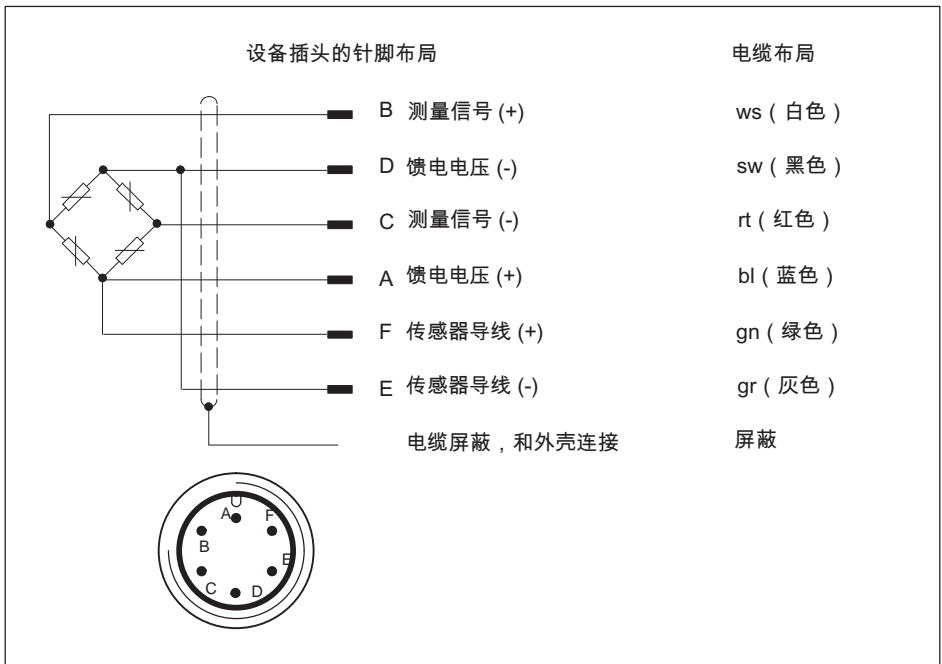 设备插头的针脚布局 电缆布局
B 测量信号 (+) ws ( 白色 )
D 馈电电压 (-) sw ( 黑色 )
C 测量信号 (-) rt ( 红色 )
A 馈电电压 (+) bl ( 蓝色 )
F 传感器导线 (+) gn ( 绿色 )
E 传感器导线 (-) gr ( 灰色 )
电缆屏蔽 , 和外壳连接 屏蔽
A F
B E
C D